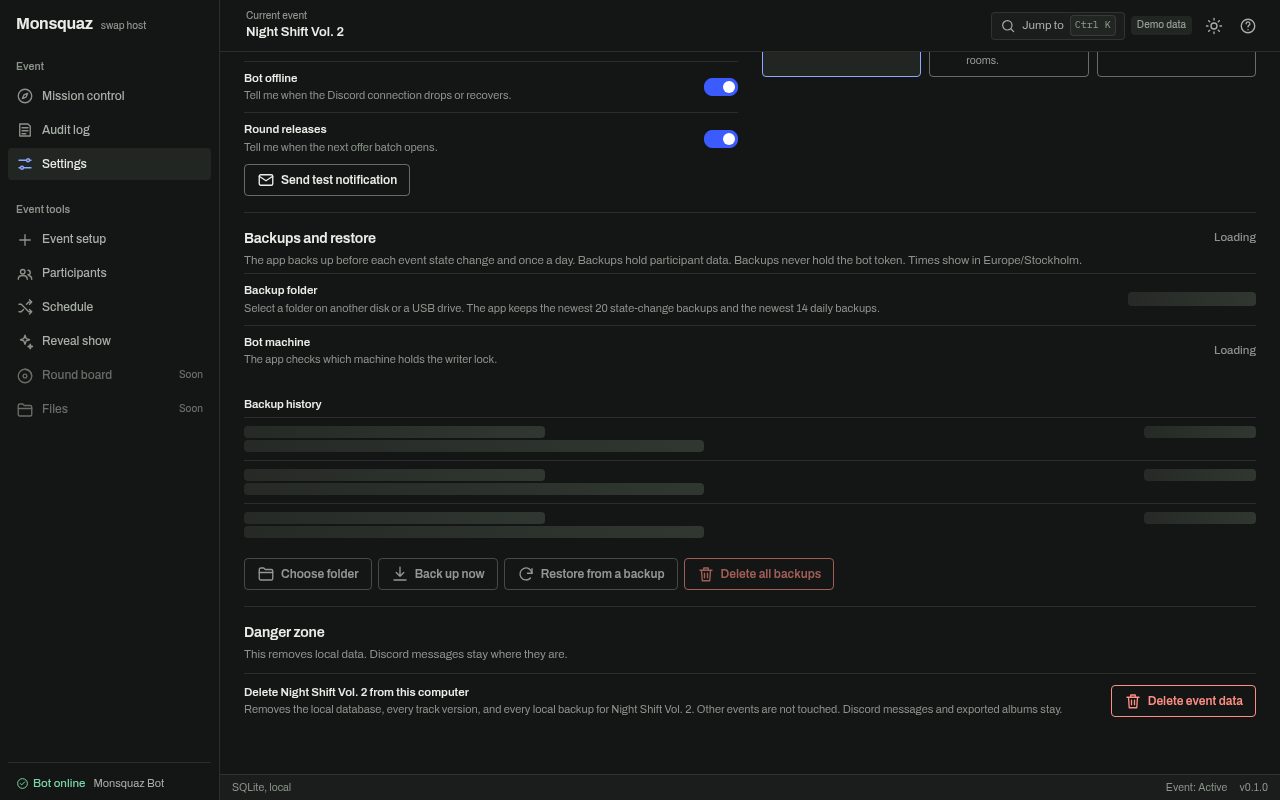 Monsquaz swap host
Event
Mission control
Audit log
Settings
Event tools
Event setup
Participants
Schedule
Reveal show
Round board Soon
Files Soon
Bot online Monsquaz Bot
Current event
Night Shift Vol. 2
Jump to Ctrl K
Demo data
rooms.
Bot offline
Tell me when the Discord connection drops or recovers.
Round releases
Tell me when the next offer batch opens.
Send test notification
Backups and restore
Loading
The app backs up before each event state change and once a day. Backups hold participant data. Backups never hold the bot token. Times show in Europe/Stockholm.
Backup folder
Select a folder on another disk or a USB drive. The app keeps the newest 20 state-change backups and the newest 14 daily backups.
Bot machine
The app checks which machine holds the writer lock.
Loading
Backup history
Choose folder
Back up now
Restore from a backup
Delete all backups
Danger zone
This removes local data. Discord messages stay where they are.
Delete Night Shift Vol. 2 from this computer
Removes the local database, every track version, and every local backup for Night Shift Vol. 2. Other events are not touched. Discord messages and exported albums stay.
Delete event data
SQLite, local
Event: Active v0.1.0